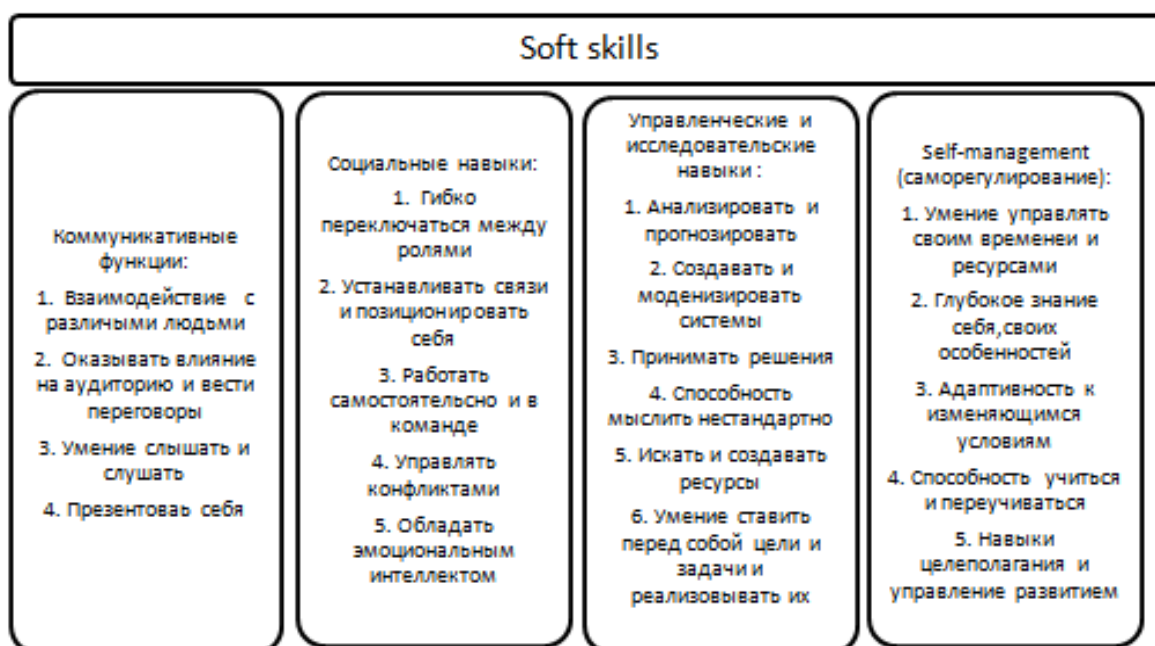 Soft skills
Коммуникативные
функции:
1. Взаимодействие с
различыми людьми
2. Оказывать влияние
на аудиторию и вести
переговоры
3. Умение слышать и
слушать
4. Презентоваь себя
Социальные навыки:
1. Гибко
переключаться между
ролями
2. Устанавливать связи
и позиционировать
себя
3. Работать
самостоятельсно и в
команде
4. Управлять
конфликтами
5. Обладать
эмоциональным
интеллектом
Управленческие и
исследовательские
навыки :
1. Анализировать и
прогнозировать
2. Создавать и
моденизировать
системы
3. Принимать решения
4. Способность
мыслить нестандартно
5. Искать и создавать
ресурсы
6. Умение ставить
перед собой цели и
задачи и
реализовывать их
Self-management
(саморегулирование):
1. Умение управлять
своим временеи и
ресурсами
2. Глубокое знание
себя,своих
особенностей
3. Адаптивность к
изменяющимся
условиям
4. Способность учиться
и переучиваться
5. Навыки
целеполагания и
управление развитием